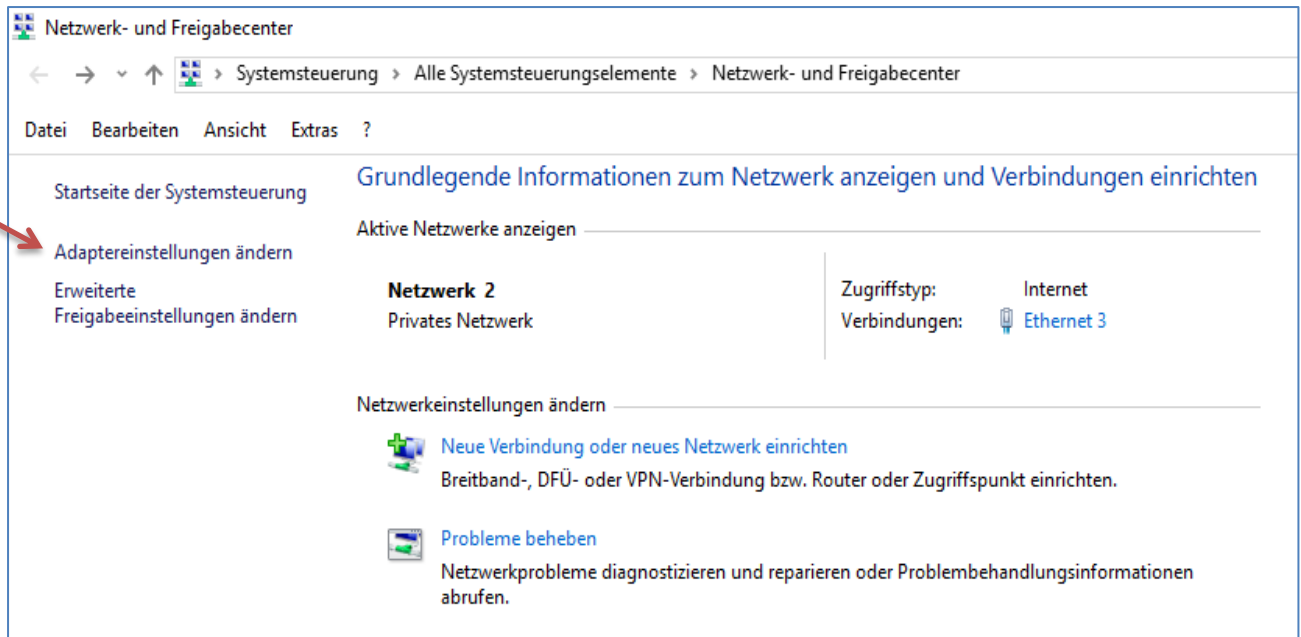 Netzwerk- und Freigabecenter
Systemsteuerung > Alle Systemsteuerungselemente > Netzwerk- und Freigabecenter
Datei Bearbeiten Ansicht Extras ?
Startseite der Systemsteuerung
Adaptereinstellungen ändern
Erweiterte
Freigabeeinstellungen ändern
Grundlegende Informationen zum Netzwerk anzeigen und Verbindungen einrichten
Aktive Netzwerke anzeigen
Netzwerk 2
Privates Netzwerk
Zugriffstyp: Internet
Verbindungen: Ethernet 3
Netzwerkeinstellungen ändern
Neue Verbindung oder neues Netzwerk einrichten
Breitband-, DFÜ- oder VPN-Verbindung bzw. Router oder Zugriffspunkt einrichten.
Probleme beheben
Netzwerkprobleme diagnostizieren und reparieren oder Problembehandlungsinformationen
abrufen.